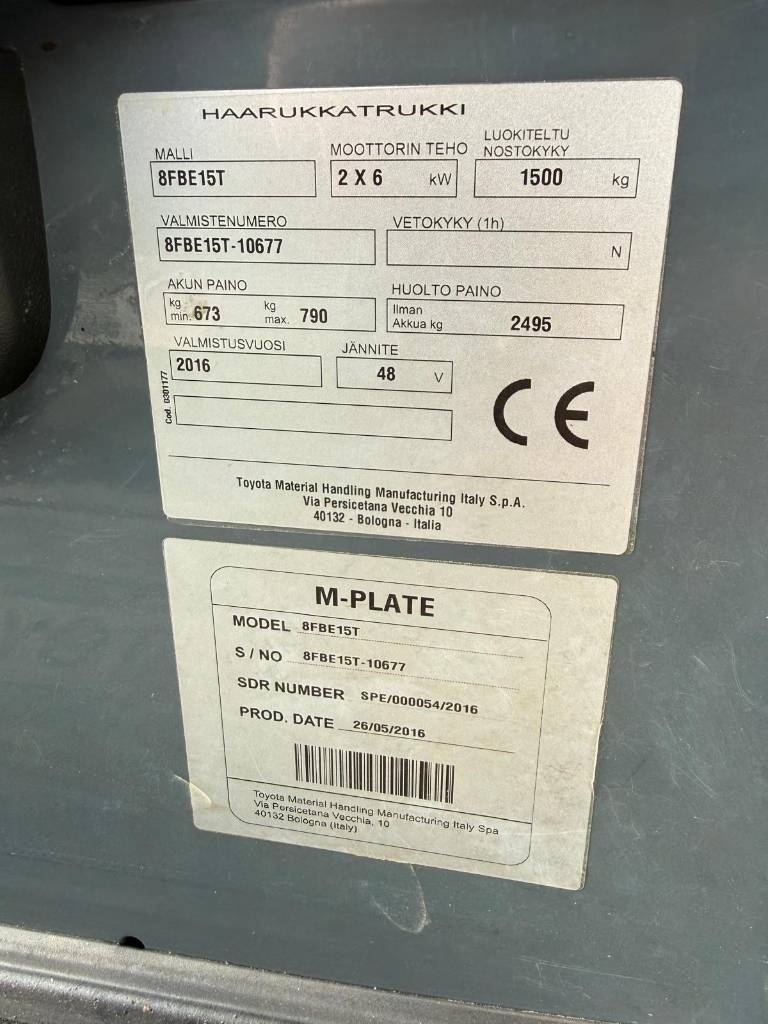 HAARUKKATRUKKI
MALLI
8FBE15T
MOOTTORIN TEHO
2 X 6 kW
LUOKITELTU
NOSTOKYKY
1500 kg
VALMISTENUMERO
8FBE15T-10677
VETOKYKY (1h)
N
AKUN PAINO
kg min. 673 kg max. 790
HUOLTO PAINO
Ilman
Akkua kg 2495
VALMISTUSVUOSI
2016
JÄNNITE
48 V
Cod. 0301177
CE
Toyota Material Handling Manufacturing Italy S.p.A.
Via Persicetana Vecchia 10
40132 - Bologna - Italia
M-PLATE
MODEL 8FBE15T
S / NO 8FBE15T-10677
SDR NUMBER SPE/000054/2016
PROD. DATE 26/05/2016
Toyota Material Handling Manufacturing Italy Spa
Via Persicetana Vecchia, 10
40132 Bologna (Italy)